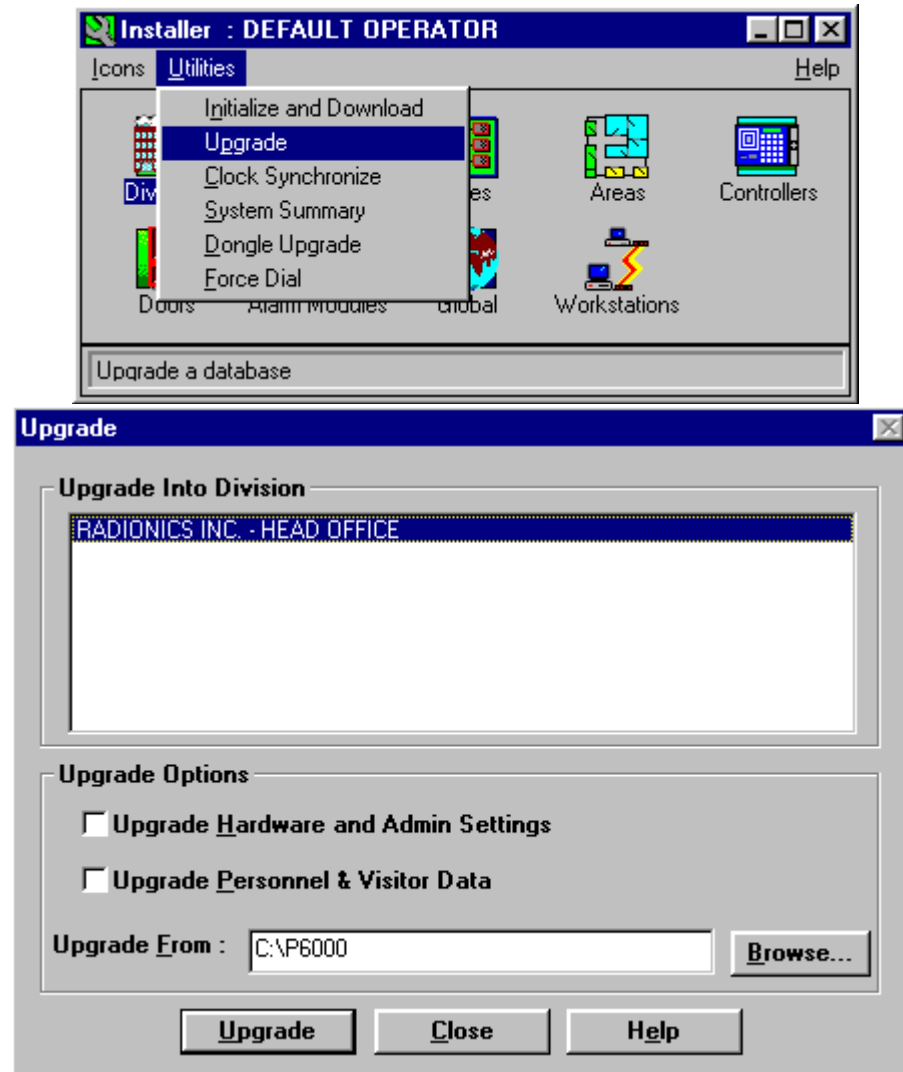 Installer : DEFAULT OPERATOR
Icons Utilities Help
Initialize and Download
Upgrade
Clock Synchronize
System Summary
Dongle Upgrade
Force Dial
Areas Controllers
Doors Alarm Modules Global Workstations
Upgrade a database
Upgrade
Upgrade Into Division
RADIONICS INC. - HEAD OFFICE
Upgrade Options
Upgrade Hardware and Admin Settings
Upgrade Personnel & Visitor Data
Upgrade From : C:\P6000 Browse...
Upgrade Close Help